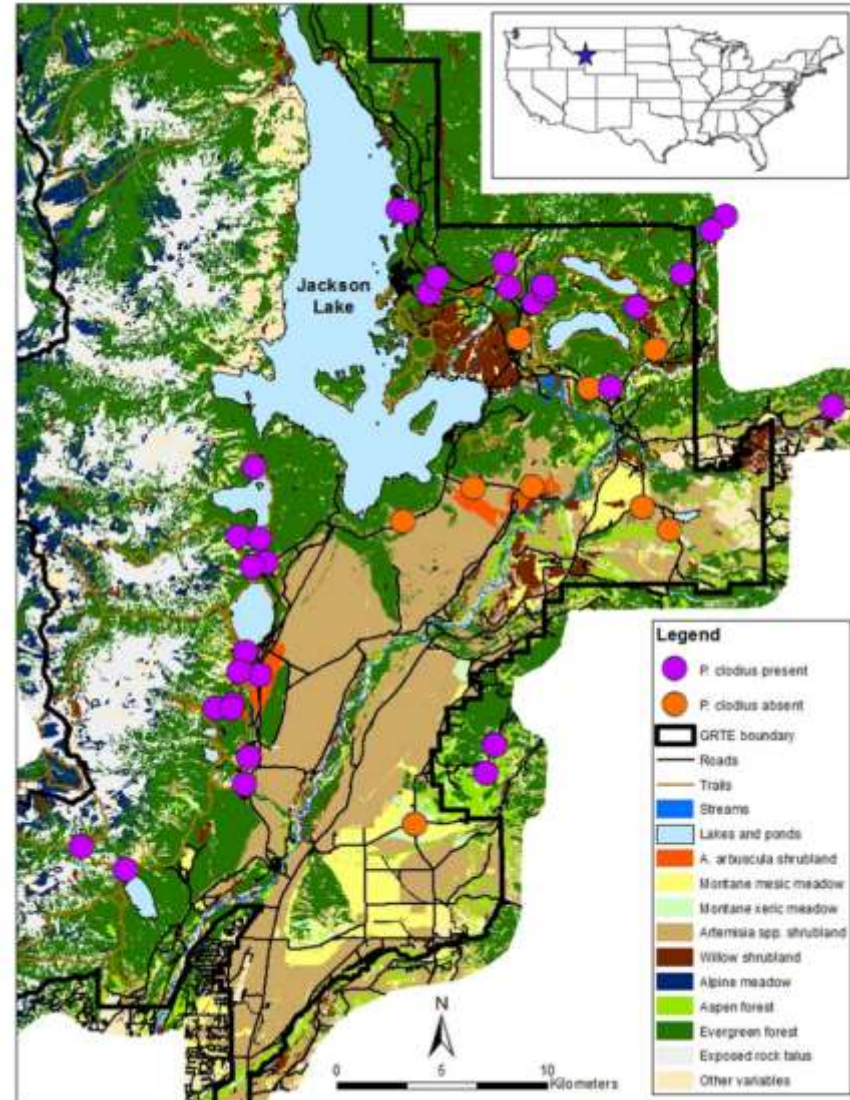 Jackson
Lake
Legend
P. clodius present
P. clodius absent
GRTE boundary
Roads
Trails
Streams
Lakes and ponds
A. arbuscula shrubland
Montane mesic meadow
Montane xeric meadow
Artemisia spp. shrubland
Willow shrubland
Alpine meadow
Aspen forest
Evergreen forest
Exposed rock talus
Other variables
N
0 5 10
Kilometers